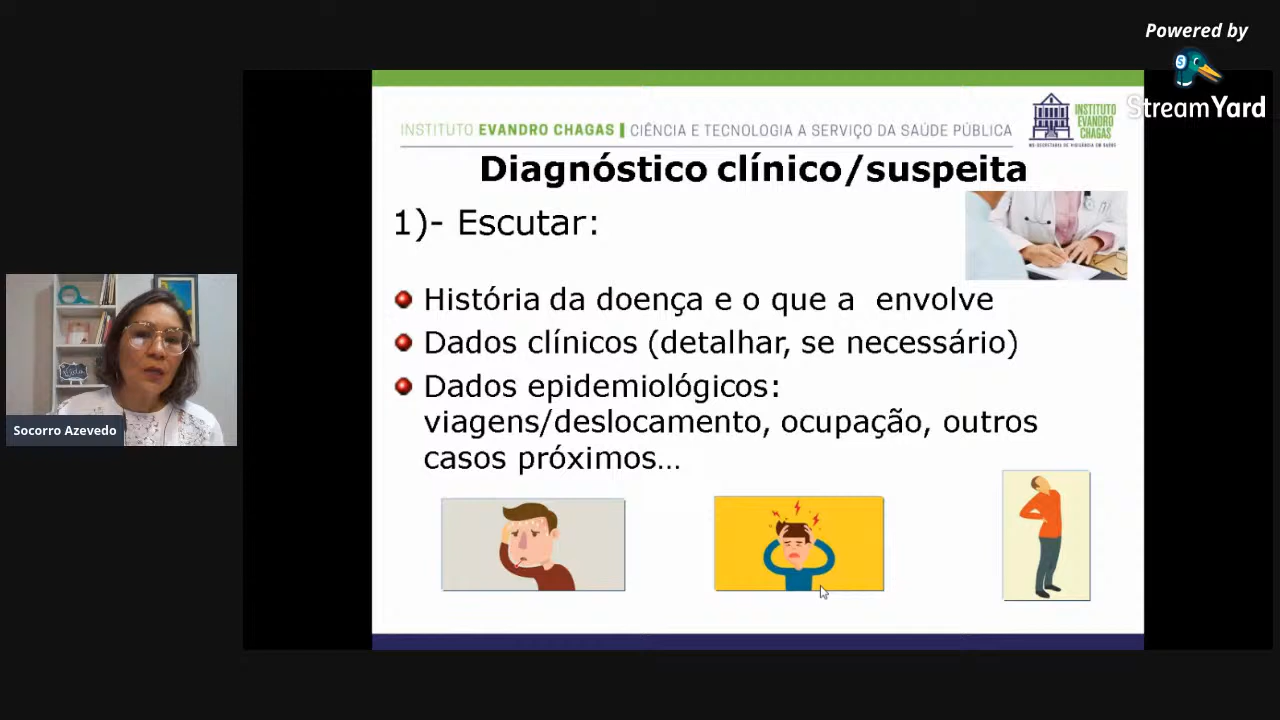 Powered by
StreamYard
INSTITUTO EVANDRO CHAGAS | CIÊNCIA E TECNOLOGIA A SERVIÇO DA SAÚDE PÚBLICA
INSTITUTO
EVANDRO
CHAGAS
Diagnóstico clínico/suspeita
1)- Escutar:
História da doença e o que a envolve
Dados clínicos (detalhar, se necessário)
Dados epidemiológicos:
viagens/deslocamento, ocupação, outros
casos próximos...
Socorro Azevedo